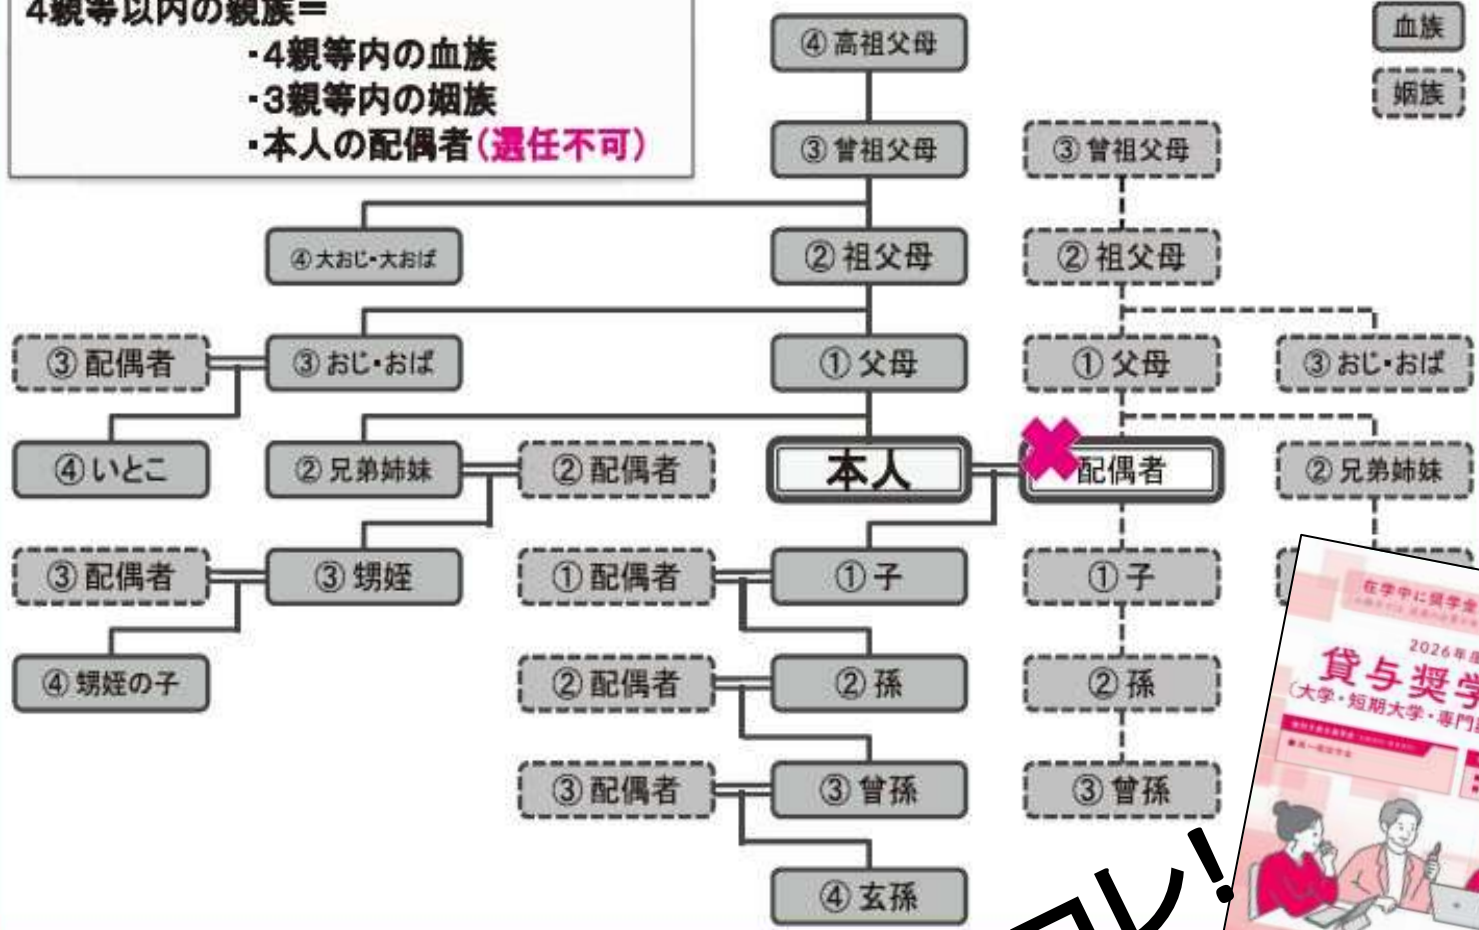 4親等以内の親族=
・4親等内の血族
・3親等内の姻族
・本人の配偶者(選任不可)
血族
姻族
④高祖父母
③曾祖父母
③曾祖父母
④大おじ・大おば
②祖父母
②祖父母
③配偶者
③おじ・おば
①父母
①父母
③おじ・おば
④いとこ
②兄弟姉妹
②配偶者
本人
配偶者
②兄弟姉妹
③配偶者
③甥姪
①配偶者
①子
①子
④甥姪の子
②配偶者
②孫
②孫
③配偶者
③曾孫
③曾孫
④玄孫
コレ!
在学中に奨学金
2026年度
貸与奨学
(大学・短期大学・専門